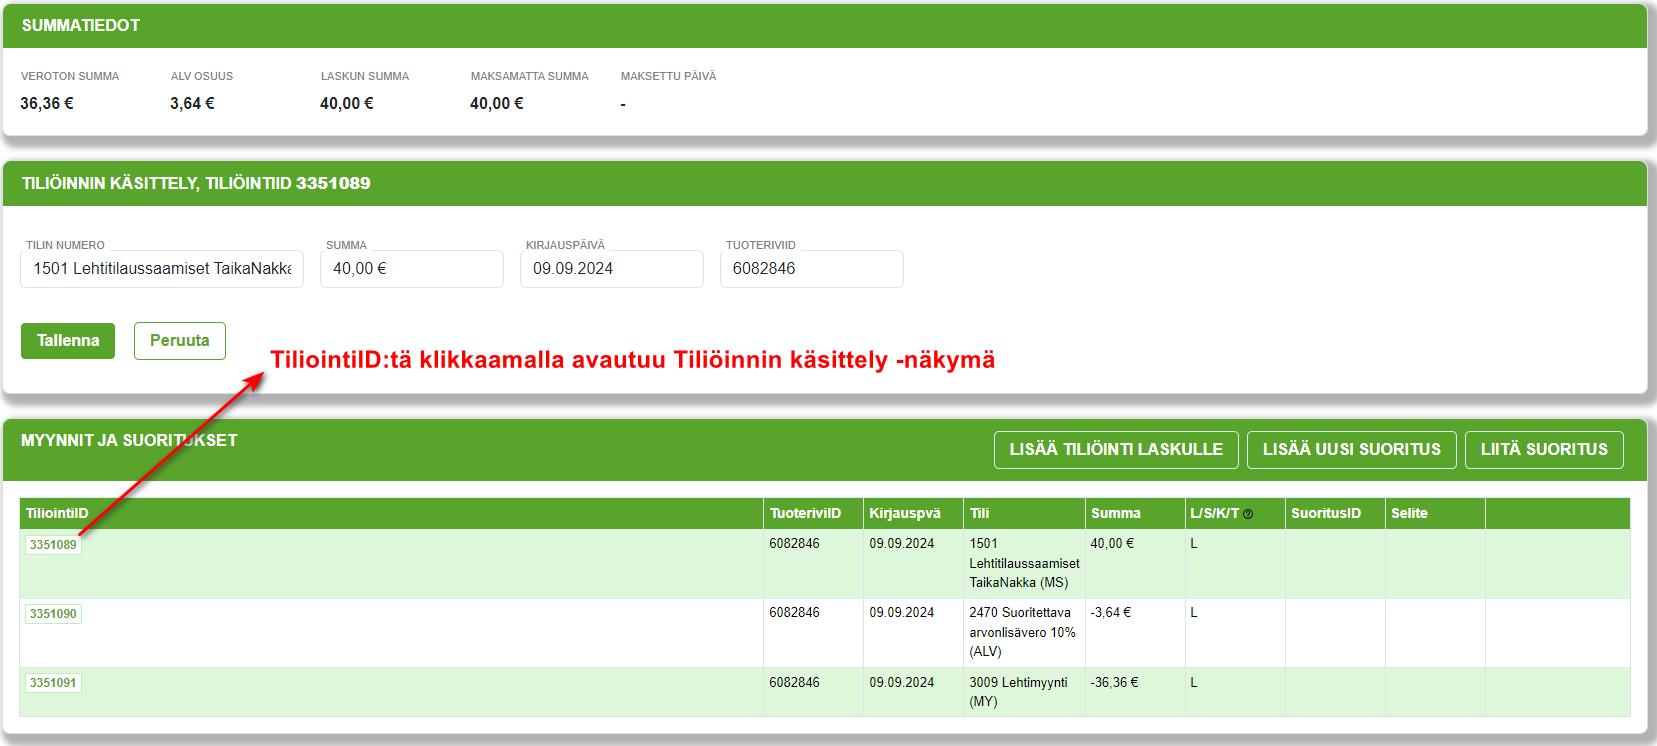 SUMMATIEDOT
VEROTON SUMMA ALV OSUUS LASKUN SUMMA MAKSAMATTA SUMMA MAKSETTU PÄIVÄ
36,36 € 3,64 € 40,00 € 40,00 € -
TILIÖINNIN KÄSITTELY, TILIÖINTIID 3351089
TILIN NUMERO SUMMA KIRJAUSPÄIVÄ TUOTERIVIID
1501 Lehtitilaussaamiset TaikaNakka 40,00 € 09.09.2024 6082846
Tallenna Peruuta
TiliointiID:tä klikkaamalla avautuu Tiliöinnin käsittely -näkymä
MYYNNIT JA SUORITUKSET
LISÄÄ TILIÖINTI LASKULLE LISÄÄ UUSI SUORITUS LIITÄ SUORITUS
TiliointiID TuoteriviID Kirjauspvä Tili Summa L/S/K/T SuoritusID Selite
3351089 6082846 09.09.2024 1501 40,00 € L
Lehtitilaussaamiset
TaikaNakka (MS)
3351090 6082846 09.09.2024 2470 Suoritettava -3,64 € L
arvonlisävero 10%
(ALV)
3351091 6082846 09.09.2024 3009 Lehtimyynti -36,36 € L
(MY)